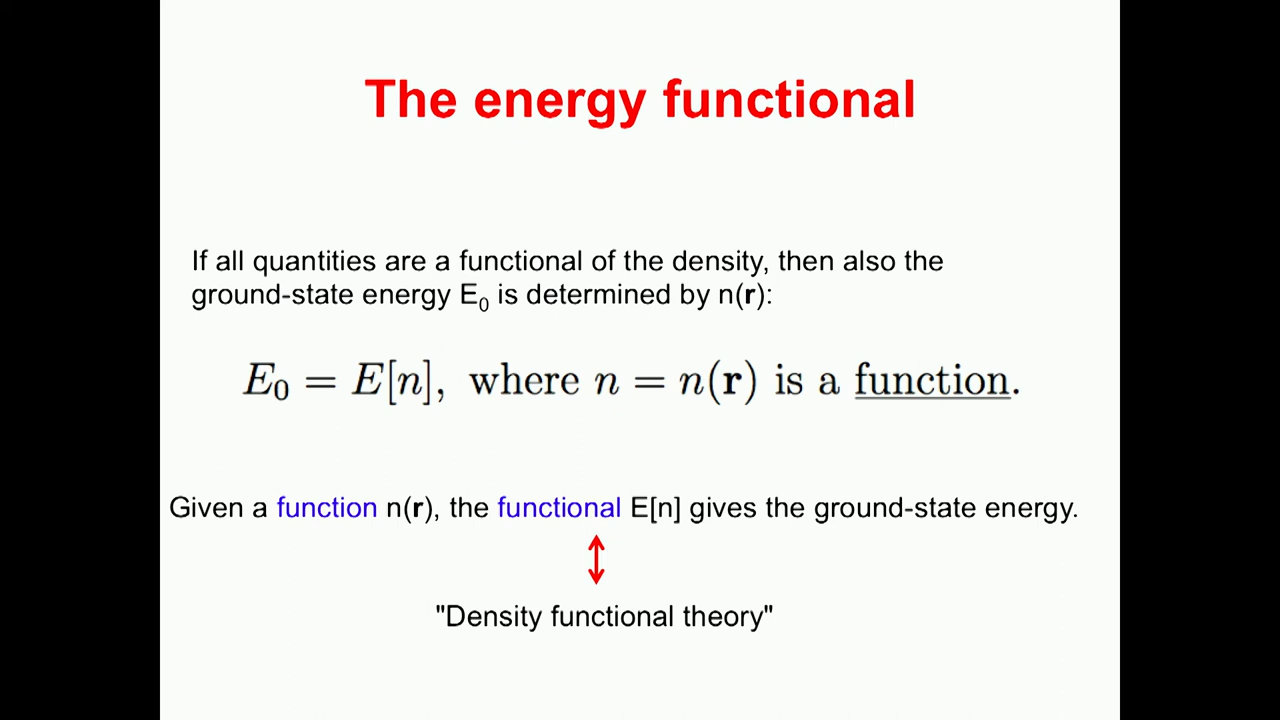 The energy functional
If all quantities are a functional of the density, then also the
ground-state energy E₀ is determined by n(r):
E₀ = E[n], where n = n(r) is a function.
Given a function n(r), the functional E[n] gives the ground-state energy.
"Density functional theory"